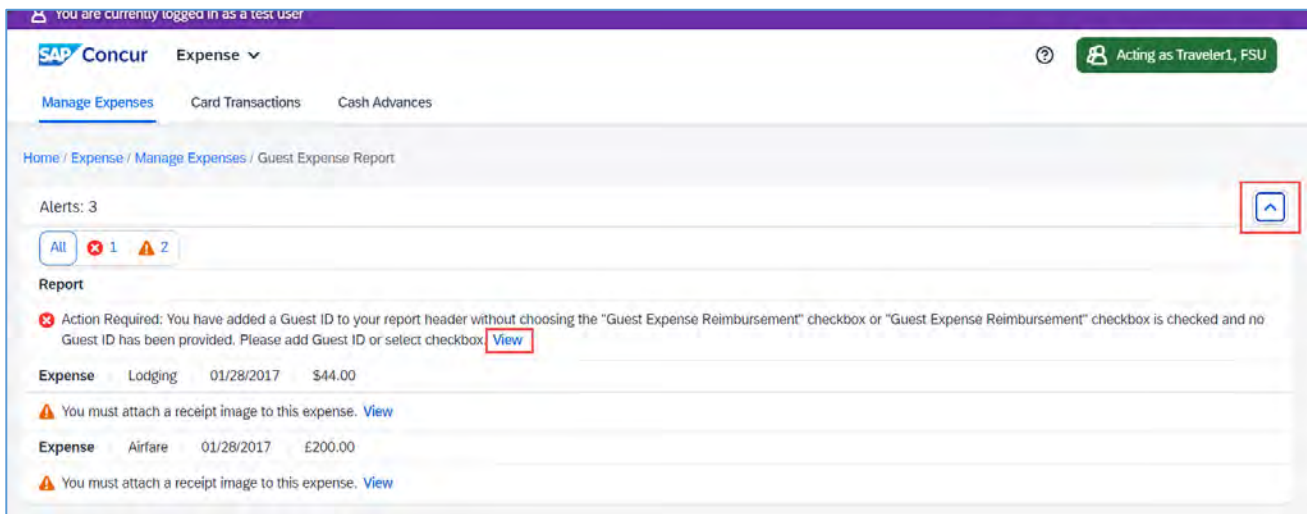 You are currently logged in as a test user
SAP Concur Expense
Acting as Traveler1, FSU
Manage Expenses Card Transactions Cash Advances
Home / Expense / Manage Expenses / Guest Expense Report
Alerts: 3
All 1 2
Report
Action Required: You have added a Guest ID to your report header without choosing the "Guest Expense Reimbursement" checkbox or "Guest Expense Reimbursement" checkbox is checked and no
Guest ID has been provided. Please add Guest ID or select checkbox. View
Expense Lodging 01/28/2017 $44.00
You must attach a receipt image to this expense. View
Expense Airfare 01/28/2017 £200.00
You must attach a receipt image to this expense. View